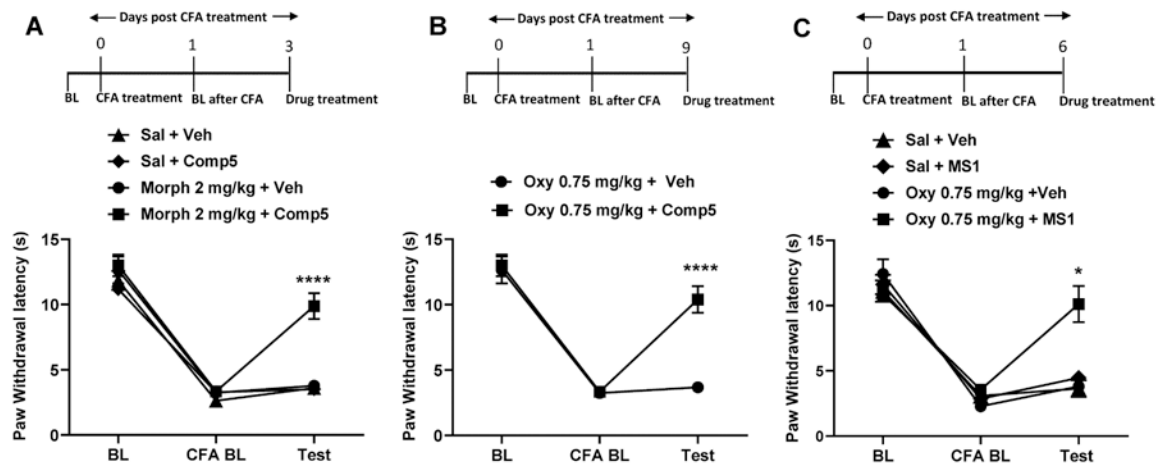 A
Days post CFA treatment
0 1 3
BL CFA treatment BL after CFA Drug treatment
Sal + Veh
Sal + Comp5
Morph 2 mg/kg + Veh
Morph 2 mg/kg + Comp5
Paw Withdrawal latency (s)
15
10
5
0
****
BL CFA BL Test
B
Days post CFA treatment
0 1 9
BL CFA treatment BL after CFA Drug treatment
Oxy 0.75 mg/kg + Veh
Oxy 0.75 mg/kg + Comp5
Paw Withdrawal latency (s)
15
10
5
0
****
BL CFA BL Test
C
Days post CFA treatment
0 1 6
BL CFA treatment BL after CFA Drug treatment
Sal + Veh
Sal + MS1
Oxy 0.75 mg/kg +Veh
Oxy 0.75 mg/kg + MS1
Paw Withdrawal latency (s)
15
10
5
0
*
BL CFA BL Test